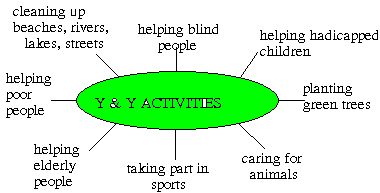 cleaning up
beaches, rivers,
lakes, streets
helping blind
people
helping hadicapped
children
helping
poor
people
Y & Y ACTIVITIES
planting
green trees
helping
elderly
people
taking part in
sports
caring for
animals